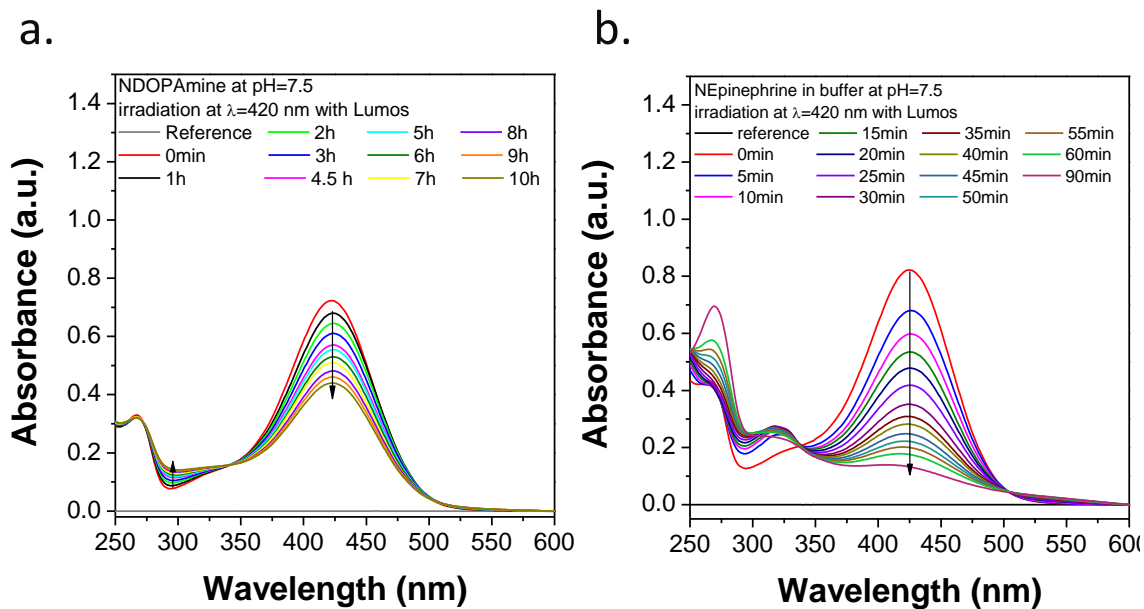 a.
NDOPAmine at pH=7.5
irradiation at λ=420 nm with Lumos
Reference 2h 5h 8h
0min 3h 6h 9h
1h 4.5 h 7h 10h
1.4
1.2
1.0
0.8
0.6
0.4
0.2
0.0
Absorbance (a.u.)
250 300 350 400 450 500 550 600
Wavelength (nm)
b.
NEpinephrine in buffer at pH=7.5
irradiation at λ=420 nm with Lumos
reference 15min 35min 55min
0min 20min 40min 60min
5min 25min 45min 90min
10min 30min 50min
1.4
1.2
1.0
0.8
0.6
0.4
0.2
0.0
Absorbance (a.u.)
250 300 350 400 450 500 550 600
Wavelength (nm)